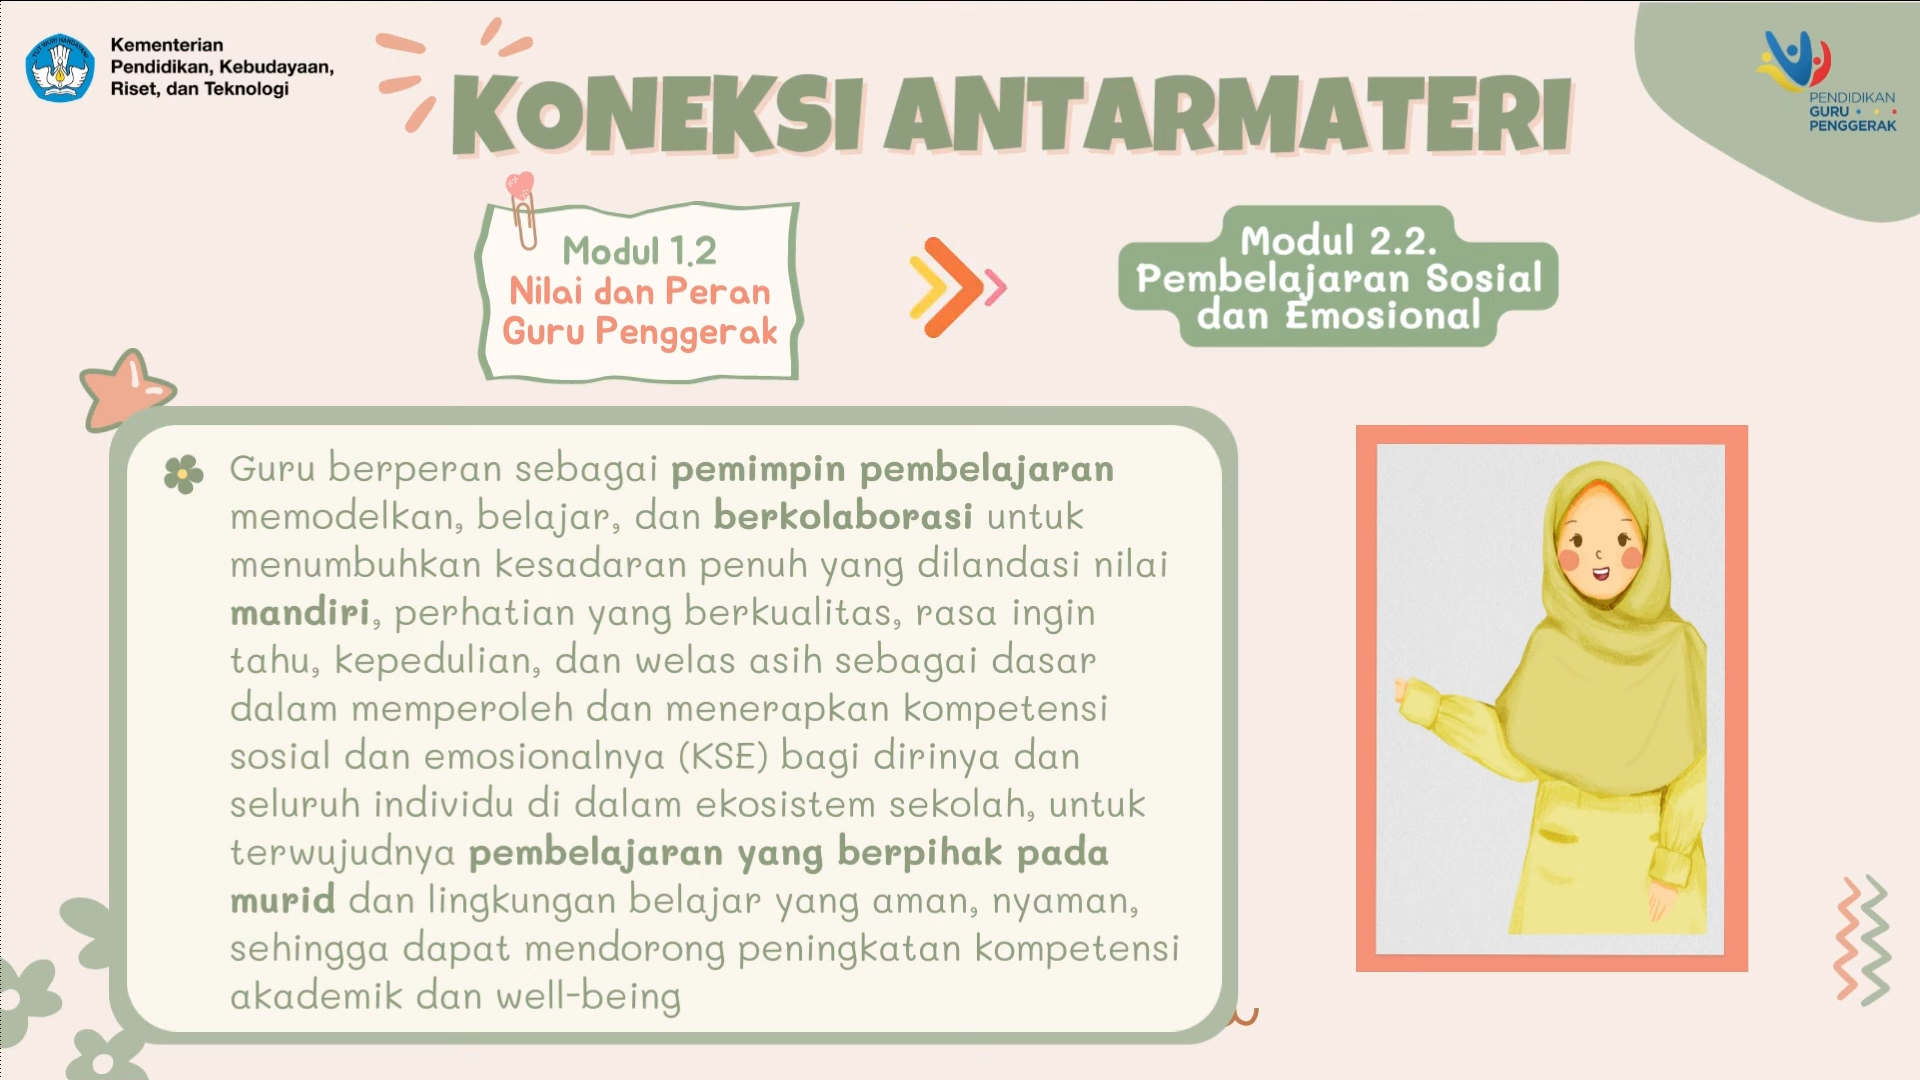 Kementerian
Pendidikan, Kebudayaan,
Riset, dan Teknologi
KONEKSI ANTARMATERI
PENDIDIKAN
GURU
PENGGERAK
Modul 1.2
Nilai dan Peran
Guru Penggerak
Modul 2.2.
Pembelajaran Sosial
dan Emosional
Guru berperan sebagai pemimpin pembelajaran
memodelkan, belajar, dan berkolaborasi untuk
menumbuhkan kesadaran penuh yang dilandasi nilai
mandiri, perhatian yang berkualitas, rasa ingin
tahu, kepedulian, dan welas asih sebagai dasar
dalam memperoleh dan menerapkan kompetensi
sosial dan emosionalnya (KSE) bagi dirinya dan
seluruh individu di dalam ekosistem sekolah, untuk
terwujudnya pembelajaran yang berpihak pada
murid dan lingkungan belajar yang aman, nyaman,
sehingga dapat mendorong peningkatan kompetensi
akademik dan well-being